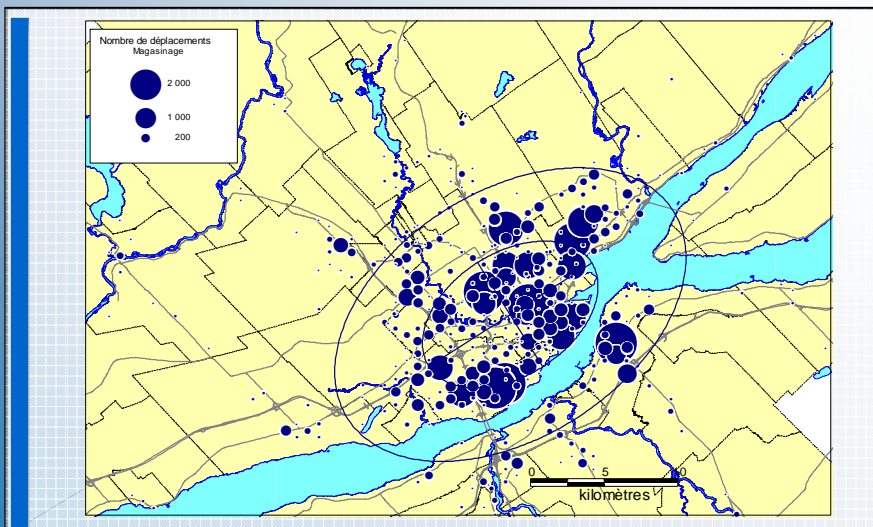 Nombre de déplacements
Magasinage
2 000
1 000
200
0 5 10
kilomètres